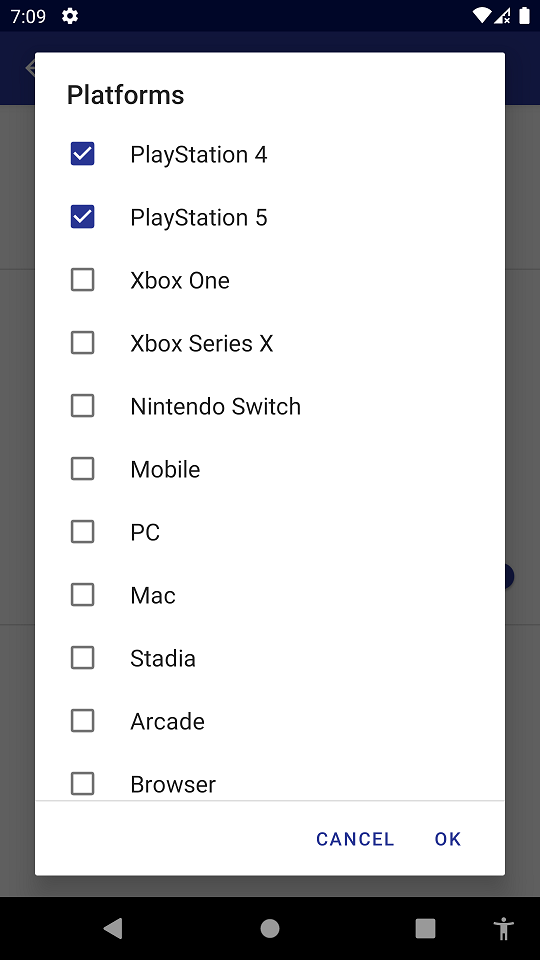 7:09
Platforms
PlayStation 4
PlayStation 5
Xbox One
Xbox Series X
Nintendo Switch
Mobile
PC
Mac
Stadia
Arcade
Browser
CANCEL OK